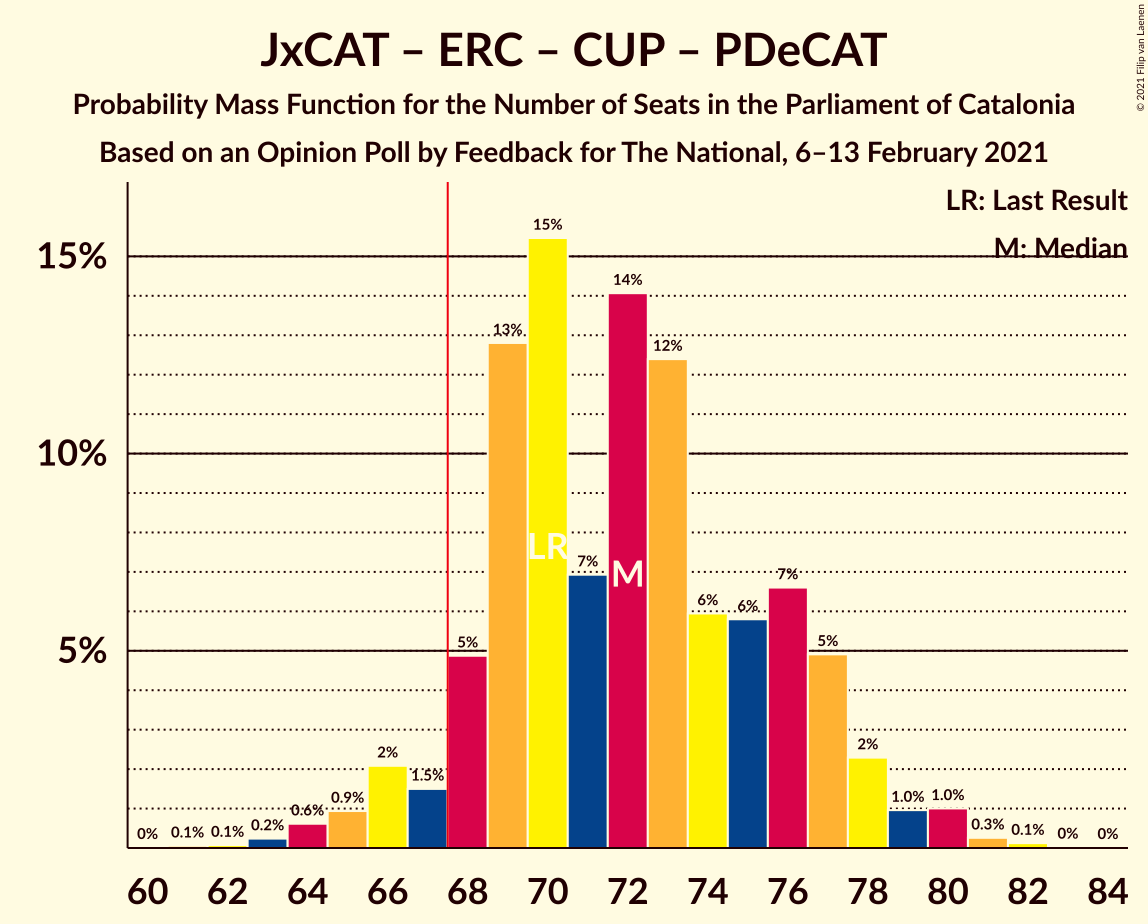 JxCAT – ERC – CUP – PDeCAT
Probability Mass Function for the Number of Seats in the Parliament of Catalonia
Based on an Opinion Poll by Feedback for The National, 6–13 February 2021
© 2021 Filip van Laenen
LR: Last Result
M: Median
15%
10%
5%
0% 0.1% 0.1% 0.2% 0.6% 0.9% 2% 1.5% 5% 13% 15% 7% 14% 12% 6% 6% 7% 5% 2% 1.0% 1.0% 0.3% 0.1% 0% 0%
LR
M
60 62 64 66 68 70 72 74 76 78 80 82 84